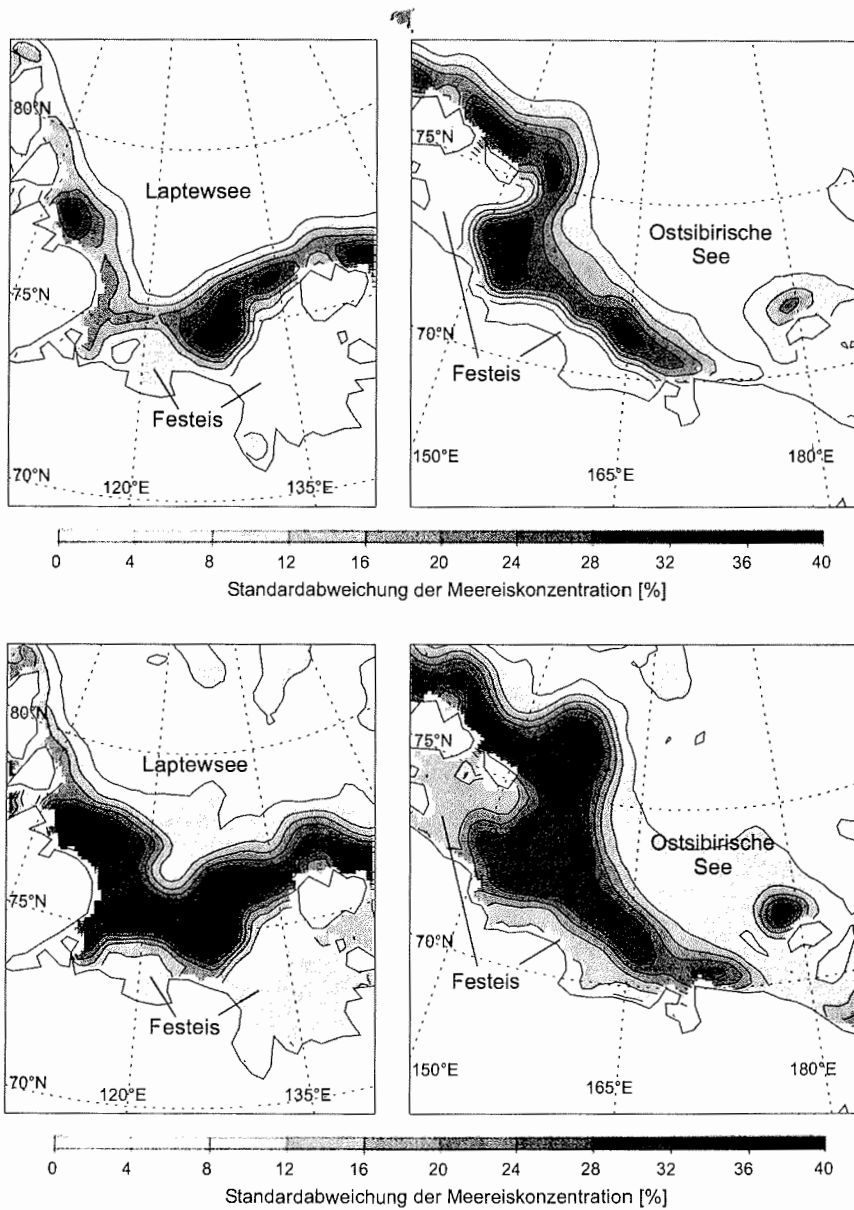 80°N
Laptewsee
75°N
Festeis
70°N
120°E
135°E
75°N
Ostsibirische
See
70°N
Festeis
150°E
165°E
180°E
0 4 8 12 16 20 24 28 32 36 40
Standardabweichung der Meereiskonzentration [%]
80°N
Laptewsee
75°N
Festeis
70°N
120°E
135°E
75°N
Ostsibirische
See
70°N
Festeis
150°E
165°E
180°E
0 4 8 12 16 20 24 28 32 36 40
Standardabweichung der Meereiskonzentration [%]